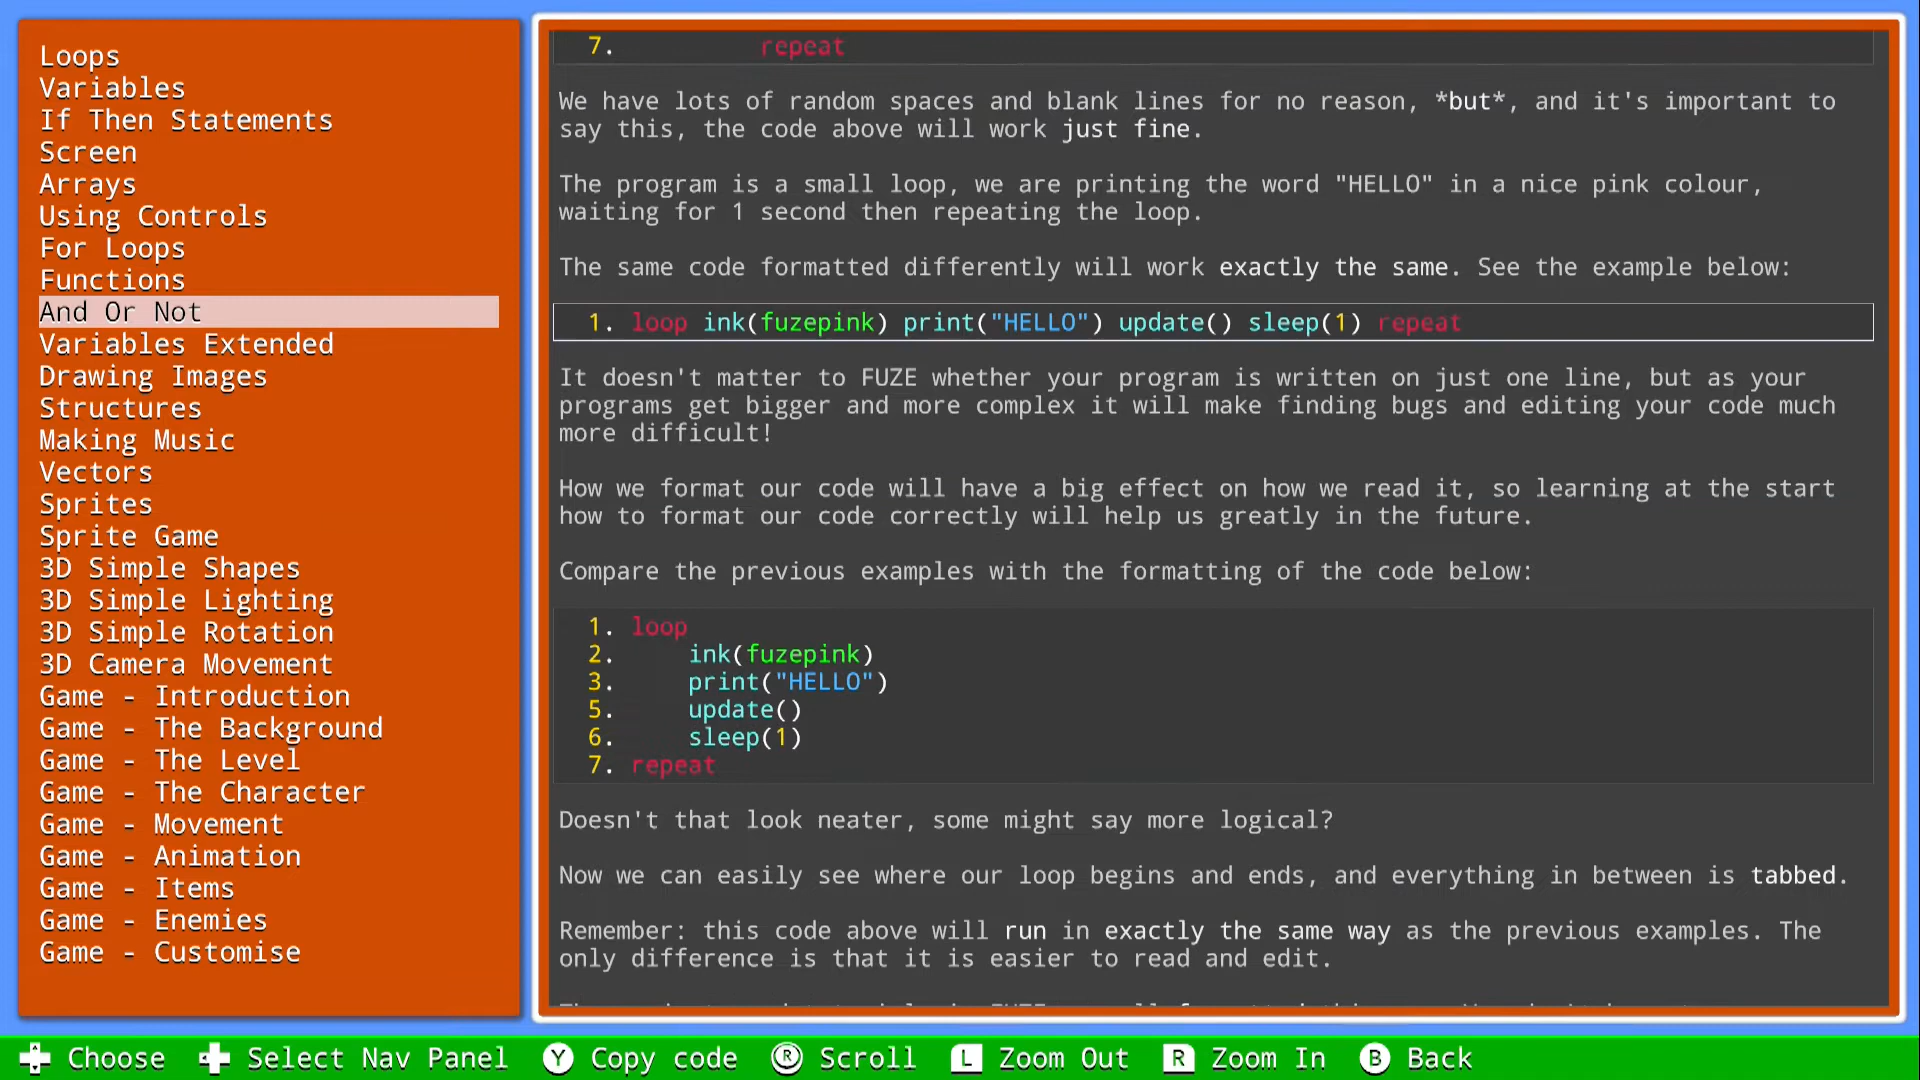 Loops
Variables
If Then Statements
Screen
Arrays
Using Controls
For Loops
Functions
And Or Not
Variables Extended
Drawing Images
Structures
Making Music
Vectors
Sprites
Sprite Game
3D Simple Shapes
3D Simple Lighting
3D Simple Rotation
3D Camera Movement
Game - Introduction
Game - The Background
Game - The Level
Game - The Character
Game - Movement
Game - Animation
Game - Items
Game - Enemies
Game - Customise
7. repeat
We have lots of random spaces and blank lines for no reason, *but*, and it's important to
say this, the code above will work just fine.
The program is a small loop, we are printing the word "HELLO" in a nice pink colour,
waiting for 1 second then repeating the loop.
The same code formatted differently will work exactly the same. See the example below:
1. loop ink(fuzepink) print("HELLO") update() sleep(1) repeat
It doesn't matter to FUZE whether your program is written on just one line, but as your
programs get bigger and more complex it will make finding bugs and editing your code much
more difficult!
How we format our code will have a big effect on how we read it, so learning at the start
how to format our code correctly will help us greatly in the future.
Compare the previous examples with the formatting of the code below:
1. loop
2. ink(fuzepink)
3. print("HELLO")
5. update()
6. sleep(1)
7. repeat
Doesn't that look neater, some might say more logical?
Now we can easily see where our loop begins and ends, and everything in between is tabbed.
Remember: this code above will run in exactly the same way as the previous examples. The
only difference is that it is easier to read and edit.
Choose Select Nav Panel Y Copy code R Scroll L Zoom Out R Zoom In B Back